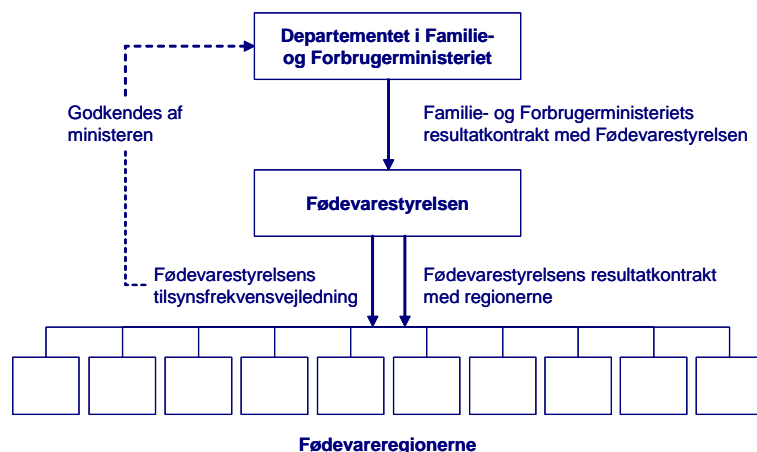 Departementet i Familie-
og Forbrugerministeriet
Godkendes af
ministeren
Familie- og Forbrugerministeriets
resultatkontrakt med Fødevarestyrelsen
Fødevarestyrelsen
Fødevarestyrelsens
tilsynsfrekvensvejledning
Fødevarestyrelsens resultatkontrakt
med regionerne
Fødevareregionerne